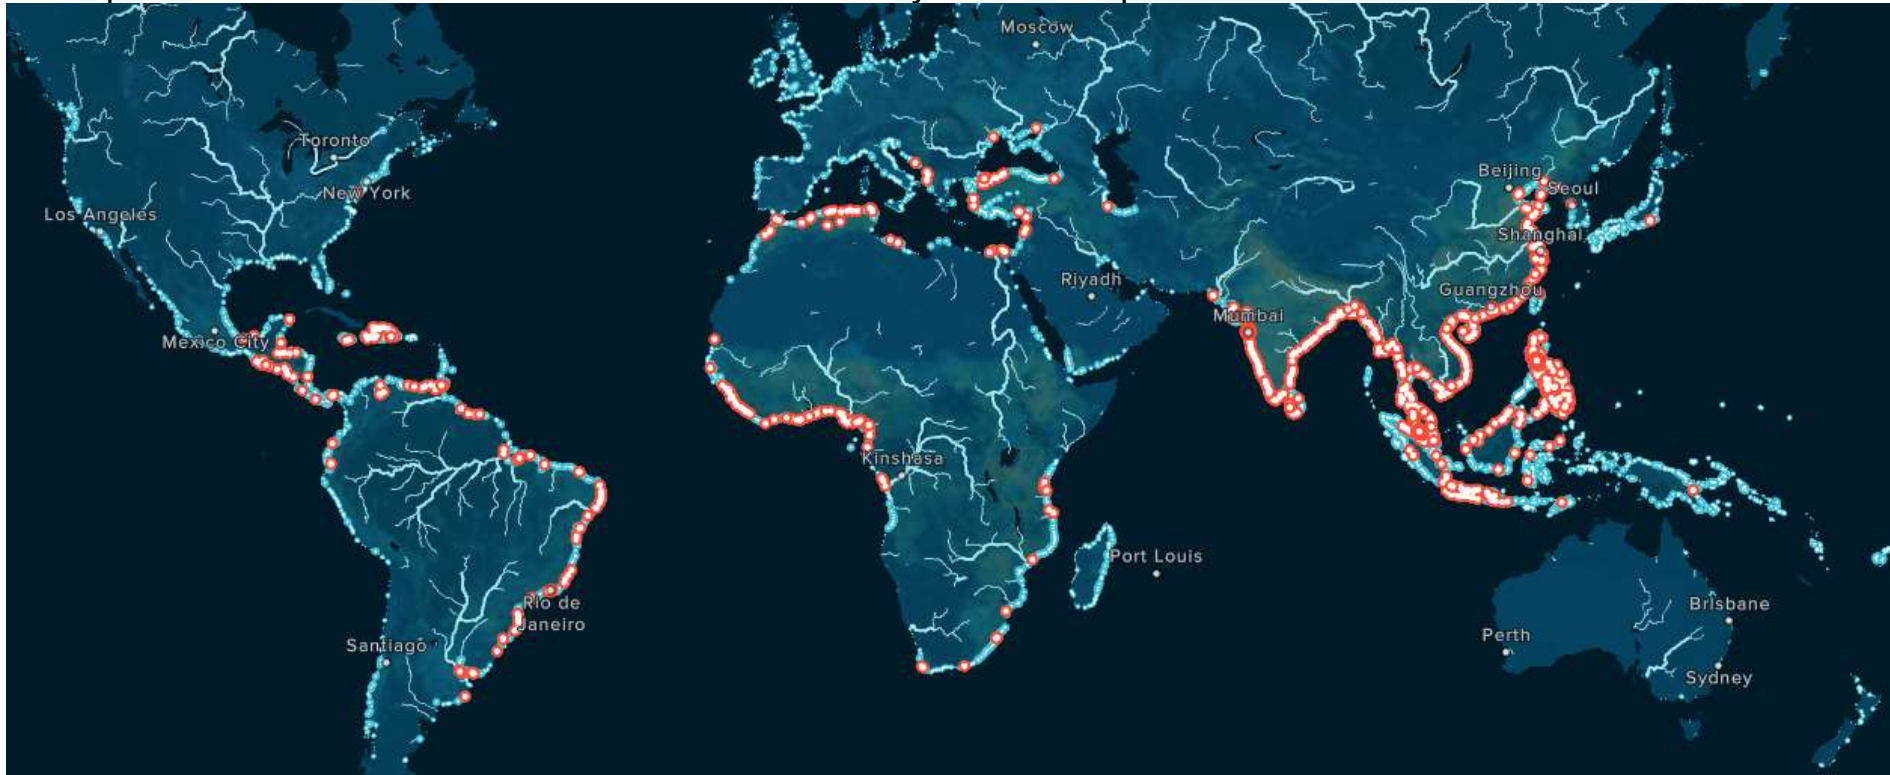 Moscow
Toronto
New York
Los Angeles
Beijing
Seoul
Shanghai
Riyadh
Guangzhou
Mumbai
Mexico City
Kinshasa
Port Louis
Rio de
Janeiro
Brisbane
Perth
Santiago
Sydney